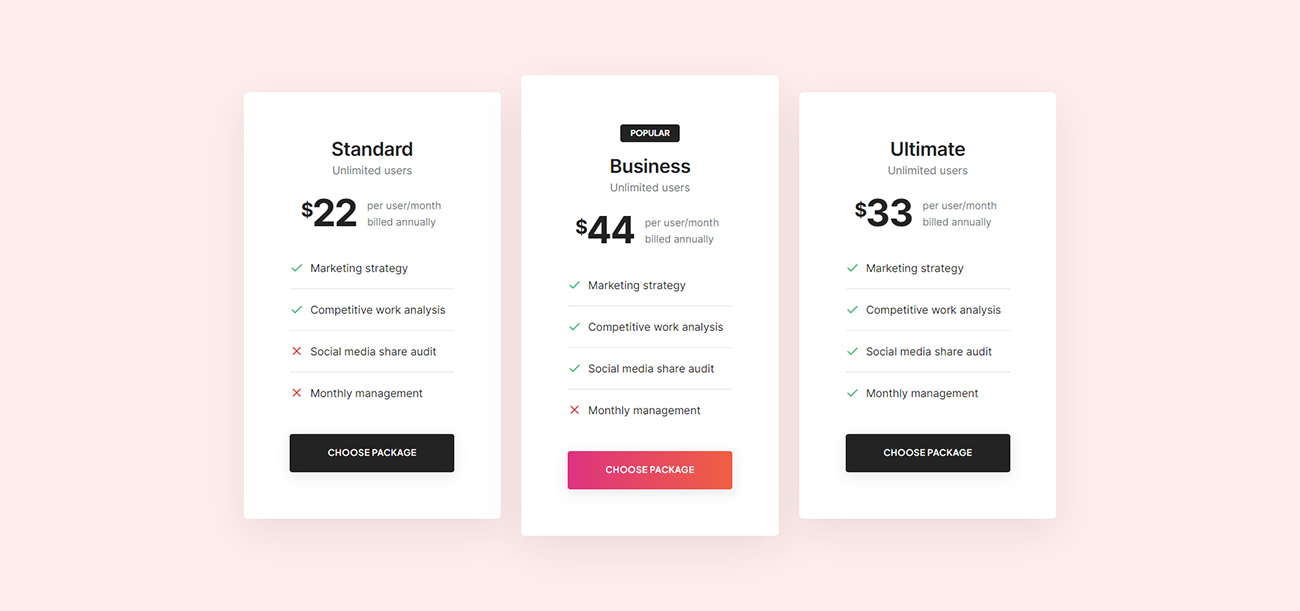 Standard
Unlimited users
$22 per user/month
billed annually
Marketing strategy
Competitive work analysis
Social media share audit
Monthly management
CHOOSE PACKAGE
POPULAR
Business
Unlimited users
$44 per user/month
billed annually
Marketing strategy
Competitive work analysis
Social media share audit
Monthly management
CHOOSE PACKAGE
Ultimate
Unlimited users
$33 per user/month
billed annually
Marketing strategy
Competitive work analysis
Social media share audit
Monthly management
CHOOSE PACKAGE